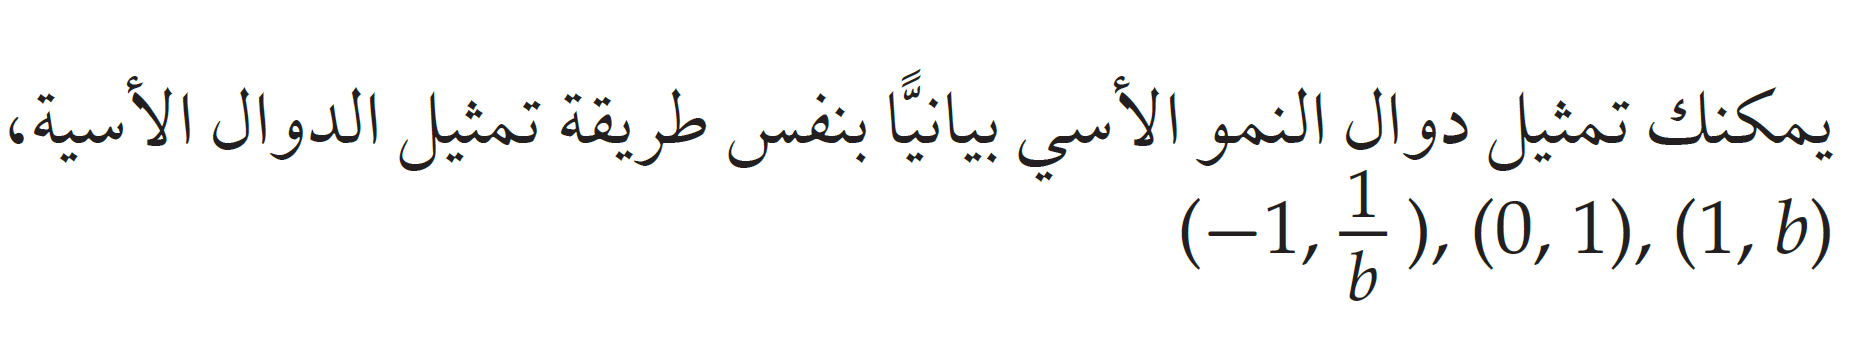 يمكنك تمثيل دوال النمو الأسي بيانيًّا بنفس طريقة تمثيل الدوال الأسية،
(−1, 1/b), (0, 1), (1, b)